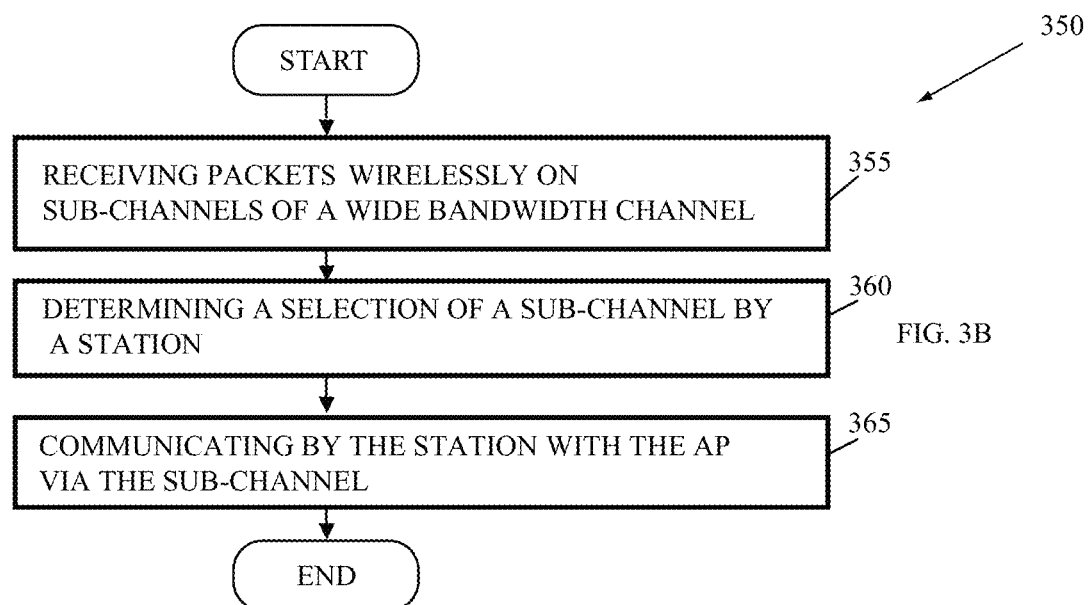 350
START
RECEIVING PACKETS WIRELESSLY ON
SUB-CHANNELS OF A WIDE BANDWIDTH CHANNEL
355
DETERMINING A SELECTION OF A SUB-CHANNEL BY
A STATION
360
FIG. 3B
COMMUNICATING BY THE STATION WITH THE AP
VIA THE SUB-CHANNEL
365
END